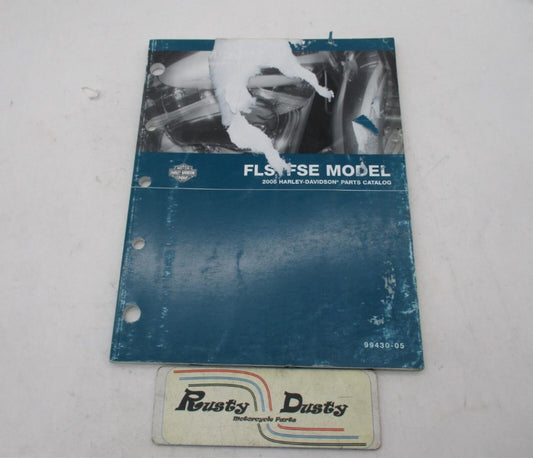 FLSTFSE MODEL
2005 HARLEY-DAVIDSON® PARTS CATALOG
99430-05
Rusty Dusty
Motorcycle Parts